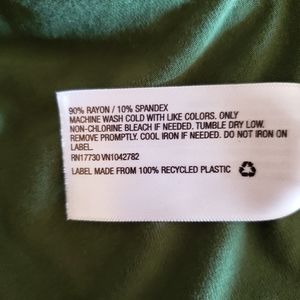 90% RAYON / 10% SPANDEX
MACHINE WASH COLD WITH LIKE COLORS. ONLY
NON-CHLORINE BLEACH IF NEEDED. TUMBLE DRY LOW.
REMOVE PROMPTLY. COOL IRON IF NEEDED. DO NOT IRON ON
LABEL.
RN17730 VN1042782
LABEL MADE FROM 100% RECYCLED PLASTIC